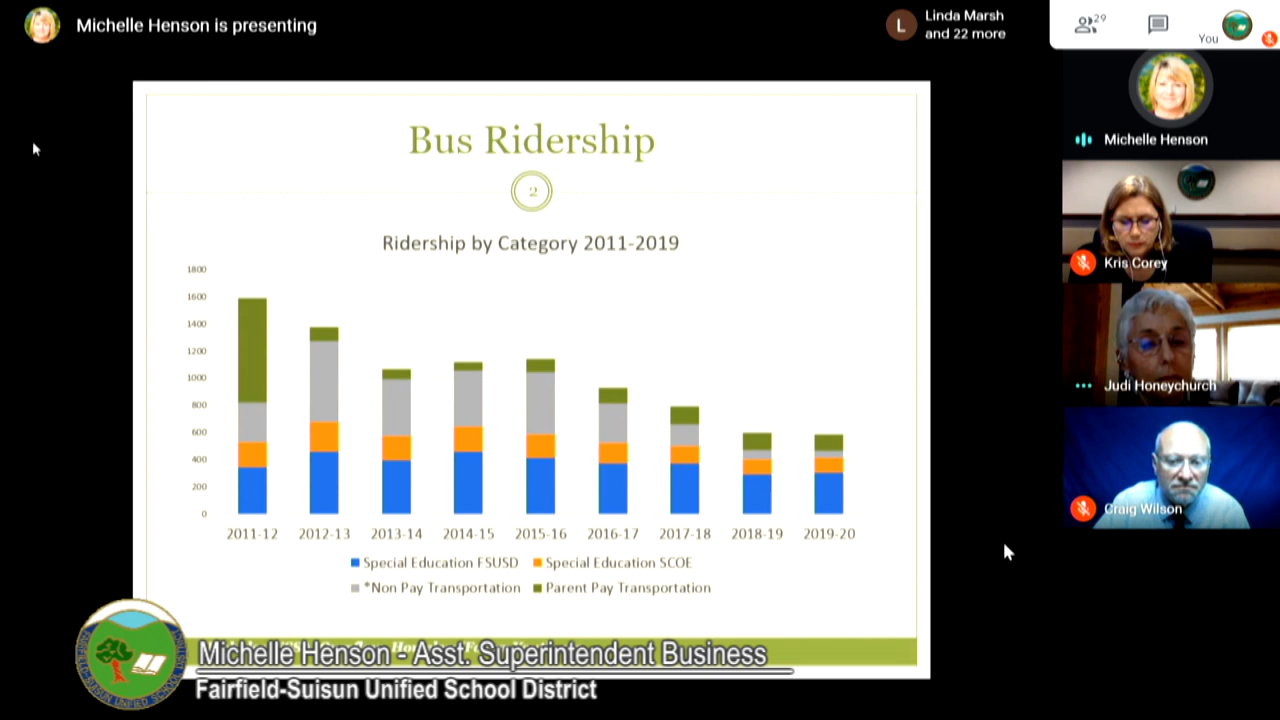 Michelle Henson is presenting
L
Linda Marsh
and 22 more
29
You
Michelle Henson
Kris Corey
Judi Honeychurch
Craig Wilson
Bus Ridership
2
Ridership by Category 2011-2019
1800
1600
1400
1200
1000
800
600
400
200
0
2011-12 2012-13 2013-14 2014-15 2015-16 2016-17 2017-18 2018-19 2019-20
Special Education FSUSD Special Education SCOE
*Non Pay Transportation Parent Pay Transportation
Michelle Henson - Asst. Superintendent Business
Fairfield-Suisun Unified School District